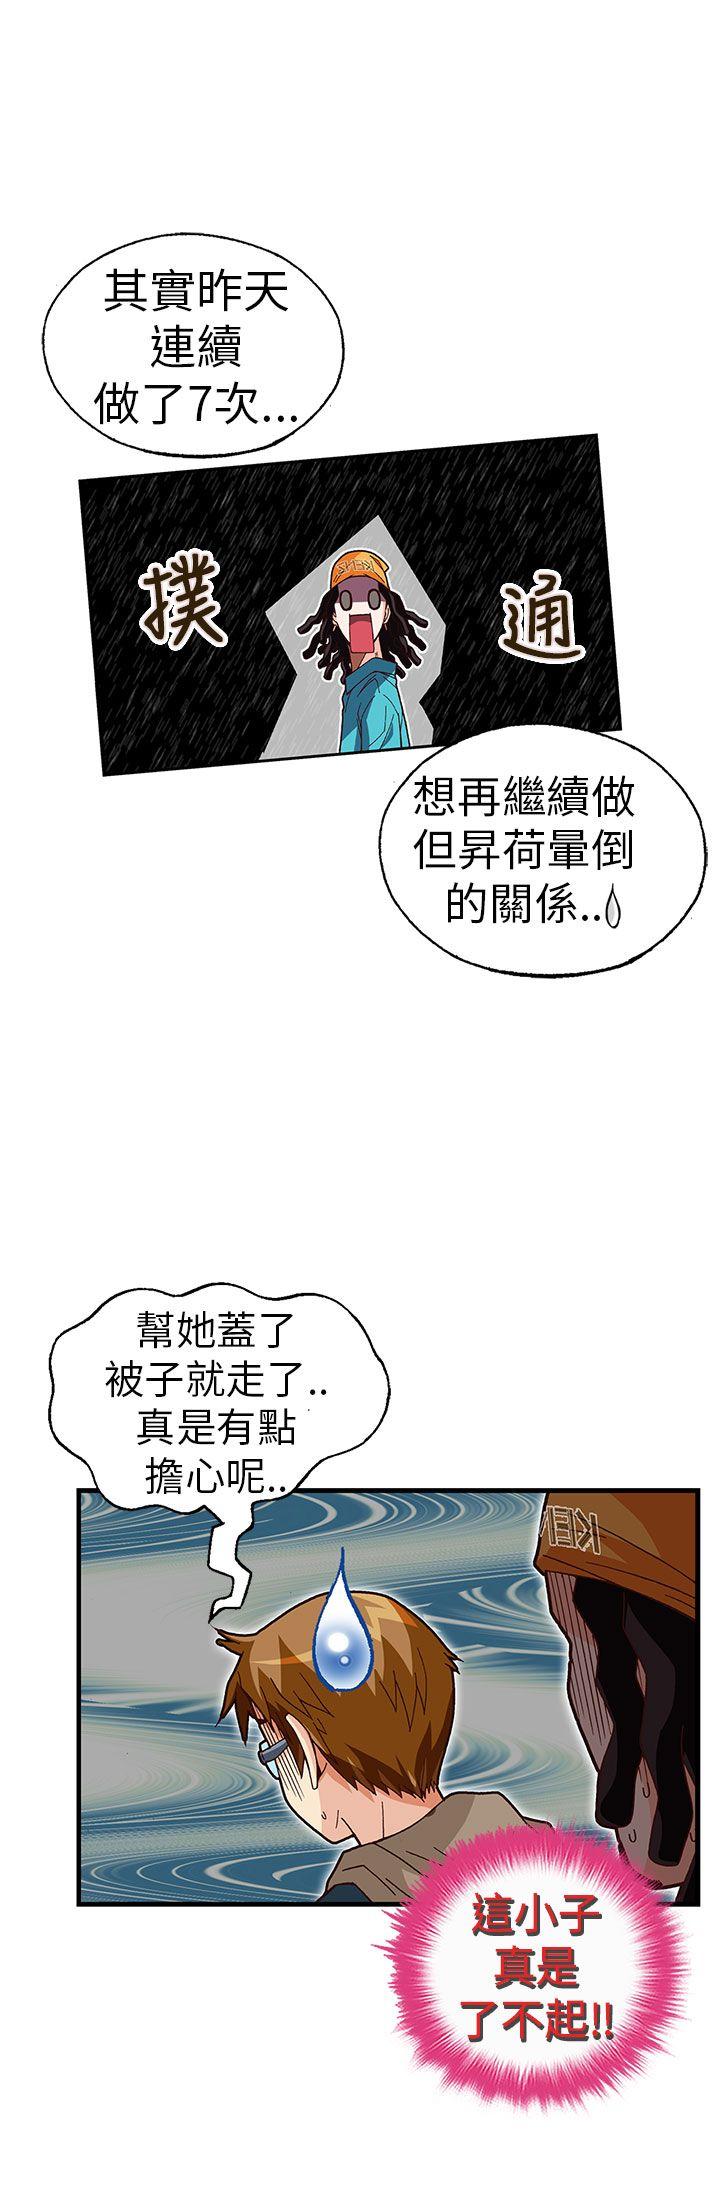 其實昨天
連續
做了7次...
撲
通
想再繼續做
但昇荷暈倒
的關係..
幫她蓋了
被子就走了..
真是有點
擔心呢..
這小子
真是
了不起!!